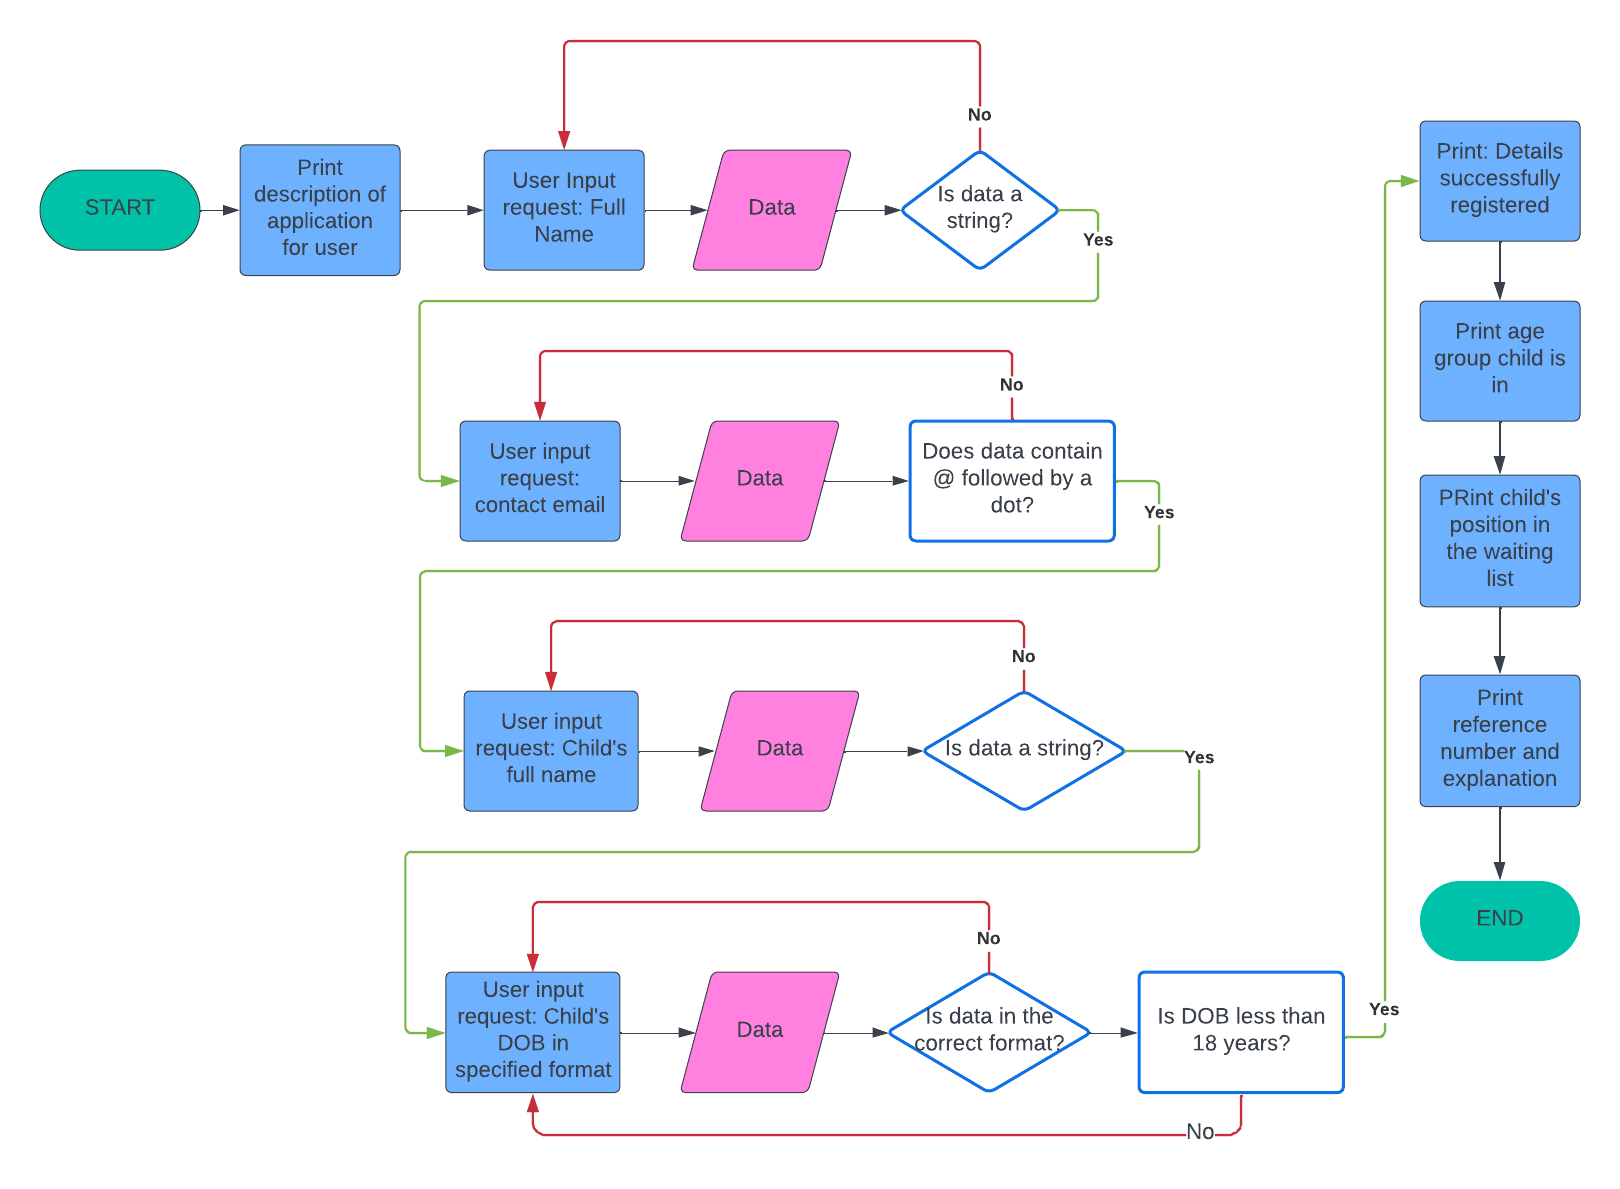 START
Print
description of
application
for user
User Input
request: Full
Name
Data
Is data a
string?
No
Yes
User input
request:
contact email
Data
Does data contain
@ followed by a
dot?
No
Yes
User input
request: Child's
full name
Data
Is data a string?
No
Yes
User input
request: Child's
DOB in
specified format
Data
Is data in the
correct format?
No
Is DOB less than
18 years?
No
Yes
Print: Details
successfully
registered
Print age
group child is
in
PRint child's
position in
the waiting
list
Print
reference
number and
explanation
END